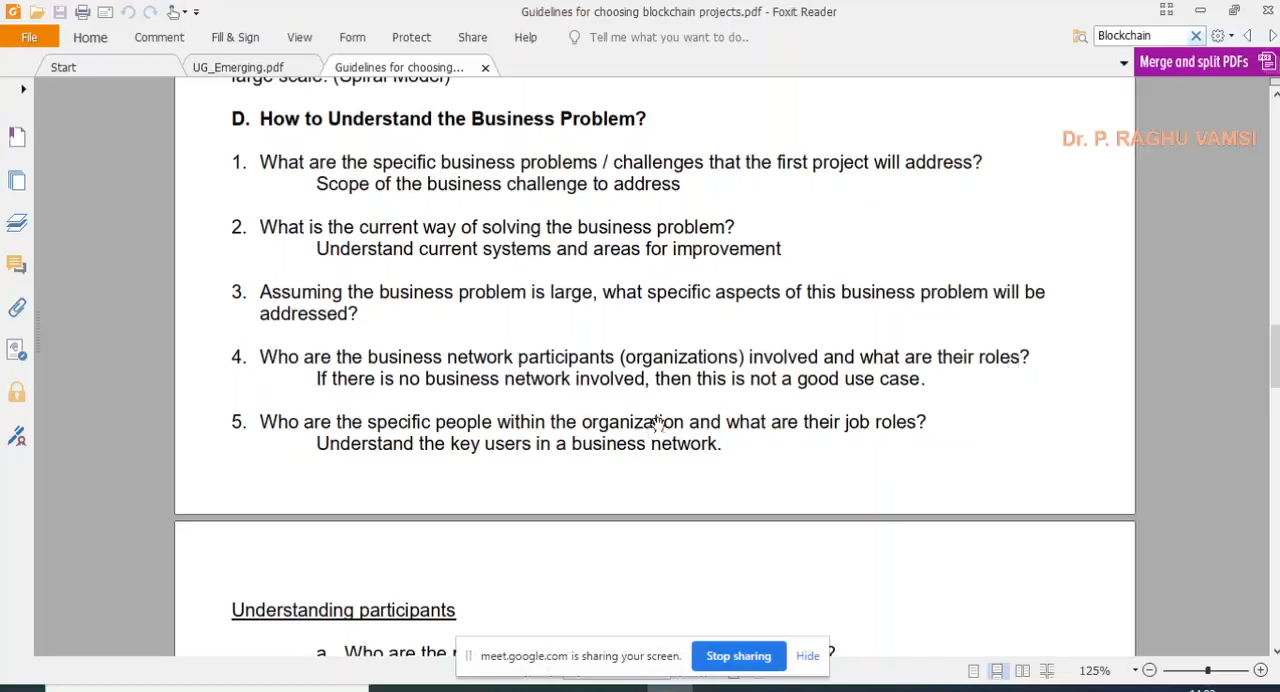 Guidelines for choosing blockchain projects.pdf - Foxit Reader
File Home Comment Fill & Sign View Form Protect Share Help Tell me what you want to do.. Blockchain
Start UG_Emerging.pdf Guidelines for choosing... Merge and split PDFs
large scale. (Spiral Model)
D. How to Understand the Business Problem?
Dr. P. RAGHU VAMSI
1. What are the specific business problems / challenges that the first project will address?
Scope of the business challenge to address
2. What is the current way of solving the business problem?
Understand current systems and areas for improvement
3. Assuming the business problem is large, what specific aspects of this business problem will be
addressed?
4. Who are the business network participants (organizations) involved and what are their roles?
If there is no business network involved, then this is not a good use case.
5. Who are the specific people within the organization and what are their job roles?
Understand the key users in a business network.
Understanding participants
a. Who are the
meet.google.com is sharing your screen. Stop sharing Hide
125%